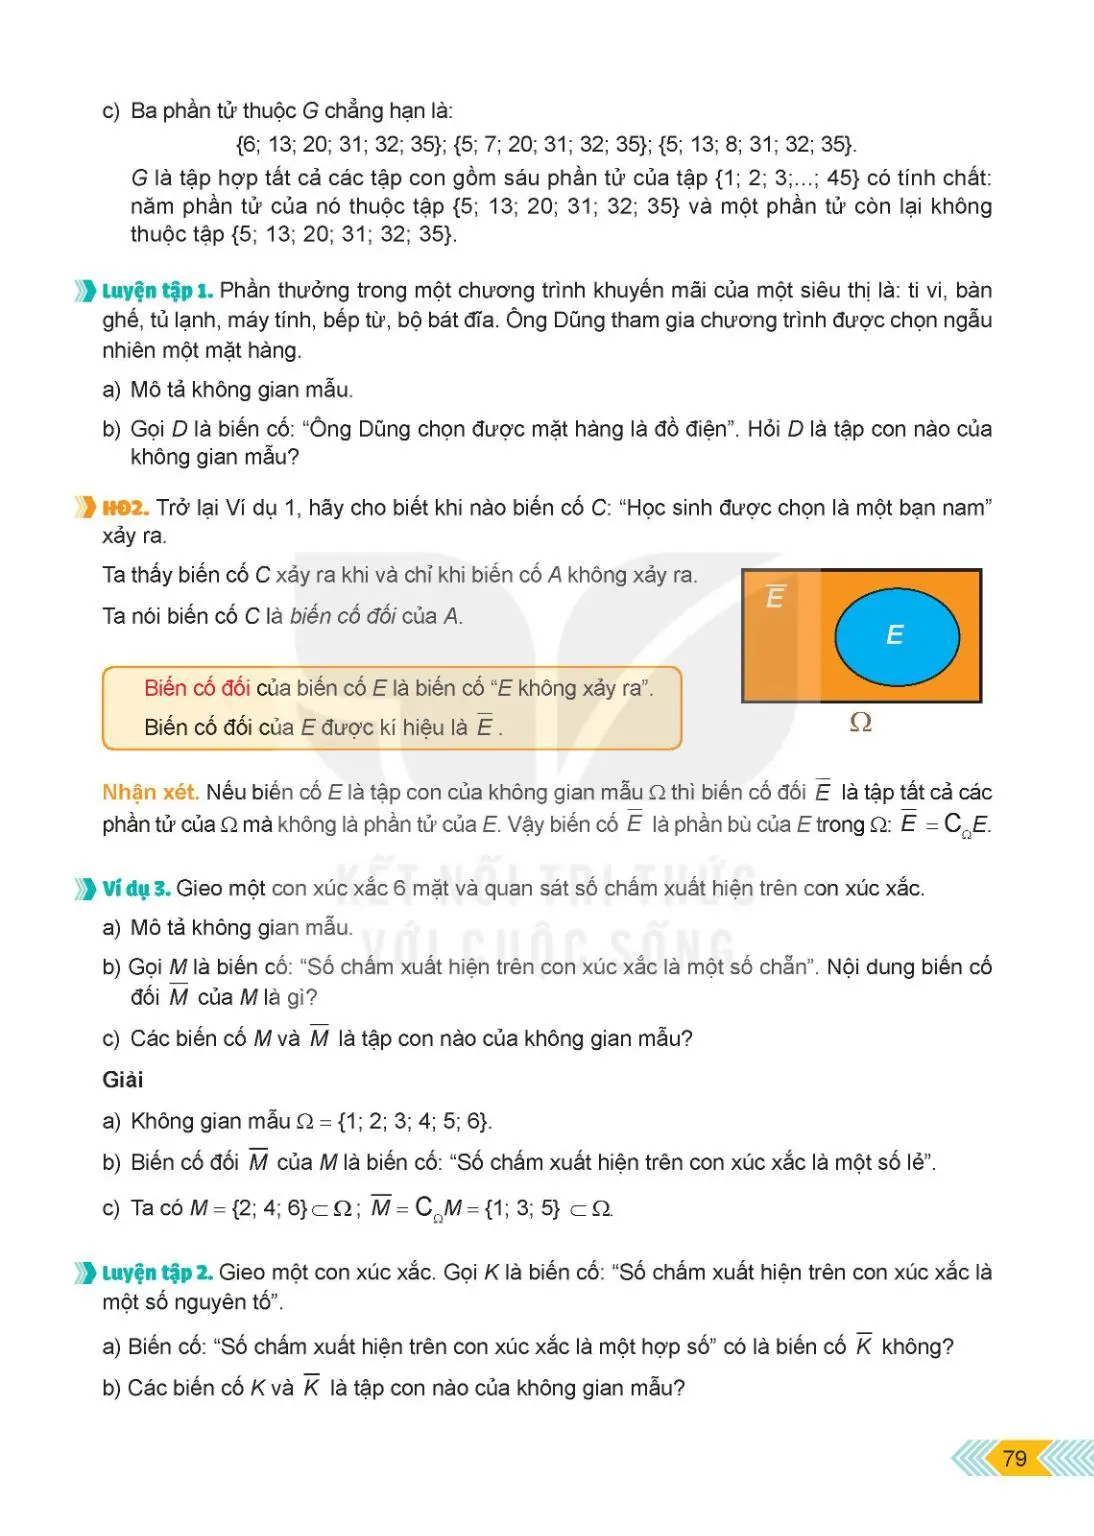 c) Ba phần tử thuộc G chẳng hạn là:
{6; 13; 20; 31; 32; 35}; {5; 7; 20; 31; 32; 35}; {5; 13; 8; 31; 32; 35}.
G là tập hợp tất cả các tập con gồm sáu phần tử của tập {1; 2; 3;...; 45} có tính chất:
năm phần tử của nó thuộc tập {5; 13; 20; 31; 32; 35} và một phần tử còn lại không
thuộc tập {5; 13; 20; 31; 32; 35}.
Luyện tập 1. Phần thưởng trong một chương trình khuyến mãi của một siêu thị là: ti vi, bàn
ghế, tủ lạnh, máy tính, bếp từ, bộ bát đĩa. Ông Dũng tham gia chương trình được chọn ngẫu
nhiên một mặt hàng.
a) Mô tả không gian mẫu.
b) Gọi D là biến cố: “Ông Dũng chọn được mặt hàng là đồ điện”. Hỏi D là tập con nào của
không gian mẫu?
HĐ2. Trở lại Ví dụ 1, hãy cho biết khi nào biến cố C: “Học sinh được chọn là một bạn nam”
xảy ra.
Ta thấy biến cố C xảy ra khi và chỉ khi biến cố A không xảy ra.
Ta nói biến cố C là biến cố đối của A.
E̅
E
Ω
Biến cố đối của biến cố E là biến cố “E không xảy ra”.
Biến cố đối của E được kí hiệu là E̅ .
Nhận xét. Nếu biến cố E là tập con của không gian mẫu Ω thì biến cố đối E̅ là tập tất cả các
phần tử của Ω mà không là phần tử của E. Vậy biến cố E̅ là phần bù của E trong Ω: E̅ = C_Ω E.
KẾT NỐI TRI THỨC
VỚI CUỘC SỐNG
Ví dụ 3. Gieo một con xúc xắc 6 mặt và quan sát số chấm xuất hiện trên con xúc xắc.
a) Mô tả không gian mẫu.
b) Gọi M là biến cố: “Số chấm xuất hiện trên con xúc xắc là một số chẵn”. Nội dung biến cố
đối M̅ của M là gì?
c) Các biến cố M và M̅ là tập con nào của không gian mẫu?
Giải
a) Không gian mẫu Ω = {1; 2; 3; 4; 5; 6}.
b) Biến cố đối M̅ của M là biến cố: “Số chấm xuất hiện trên con xúc xắc là một số lẻ”.
c) Ta có M = {2; 4; 6} ⊂ Ω ; M̅ = C_Ω M = {1; 3; 5} ⊂ Ω.
Luyện tập 2. Gieo một con xúc xắc. Gọi K là biến cố: “Số chấm xuất hiện trên con xúc xắc là
một số nguyên tố”.
a) Biến cố: “Số chấm xuất hiện trên con xúc xắc là một hợp số” có là biến cố K̅ không?
b) Các biến cố K và K̅ là tập con nào của không gian mẫu?
79